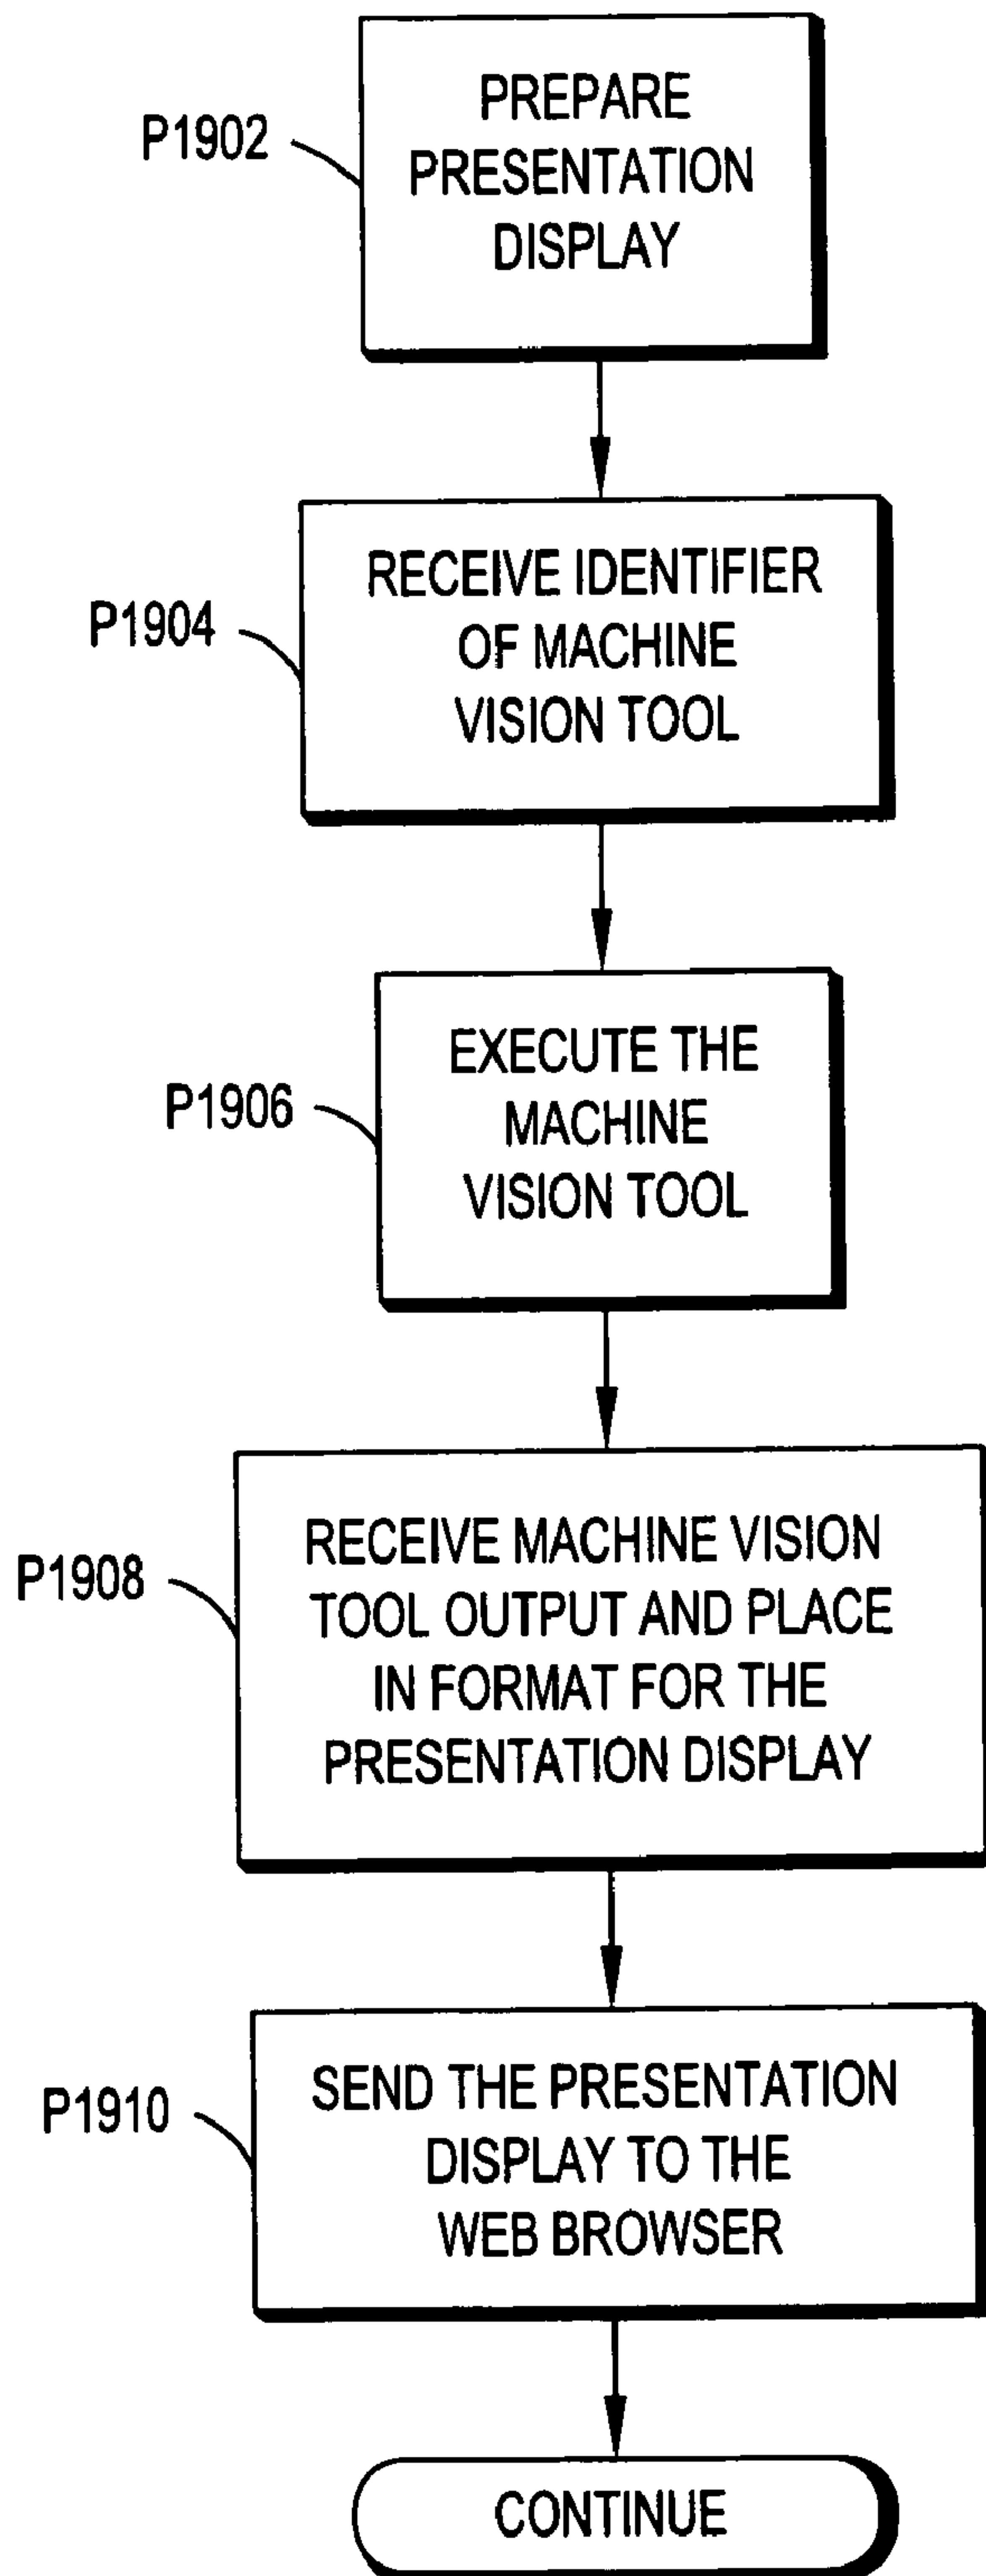 P1902
PREPARE
PRESENTATION
DISPLAY
P1904
RECEIVE IDENTIFIER
OF MACHINE
VISION TOOL
P1906
EXECUTE THE
MACHINE
VISION TOOL
P1908
RECEIVE MACHINE VISION
TOOL OUTPUT AND PLACE
IN FORMAT FOR THE
PRESENTATION DISPLAY
P1910
SEND THE PRESENTATION
DISPLAY TO THE
WEB BROWSER
CONTINUE